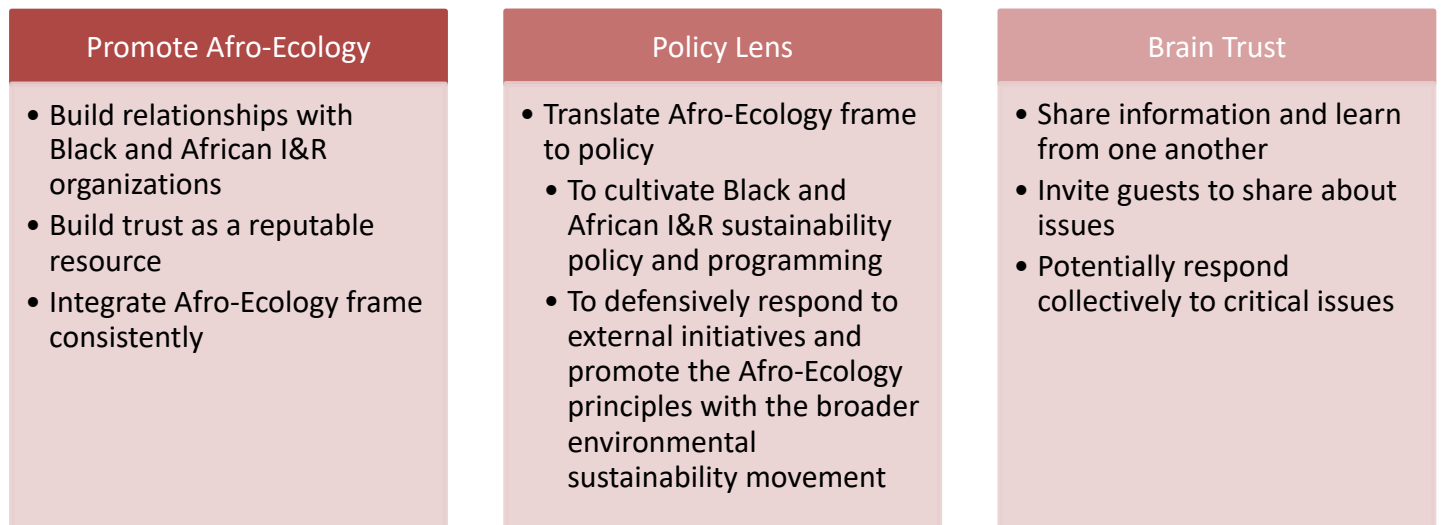 Promote Afro-Ecology
• Build relationships with
Black and African I&R
organizations
• Build trust as a reputable
resource
• Integrate Afro-Ecology frame
consistently
Policy Lens
• Translate Afro-Ecology frame
to policy
• To cultivate Black and
African I&R sustainability
policy and programming
• To defensively respond to
external initiatives and
promote the Afro-Ecology
principles with the broader
environmental
sustainability movement
Brain Trust
• Share information and learn
from one another
• Invite guests to share about
issues
• Potentially respond
collectively to critical issues